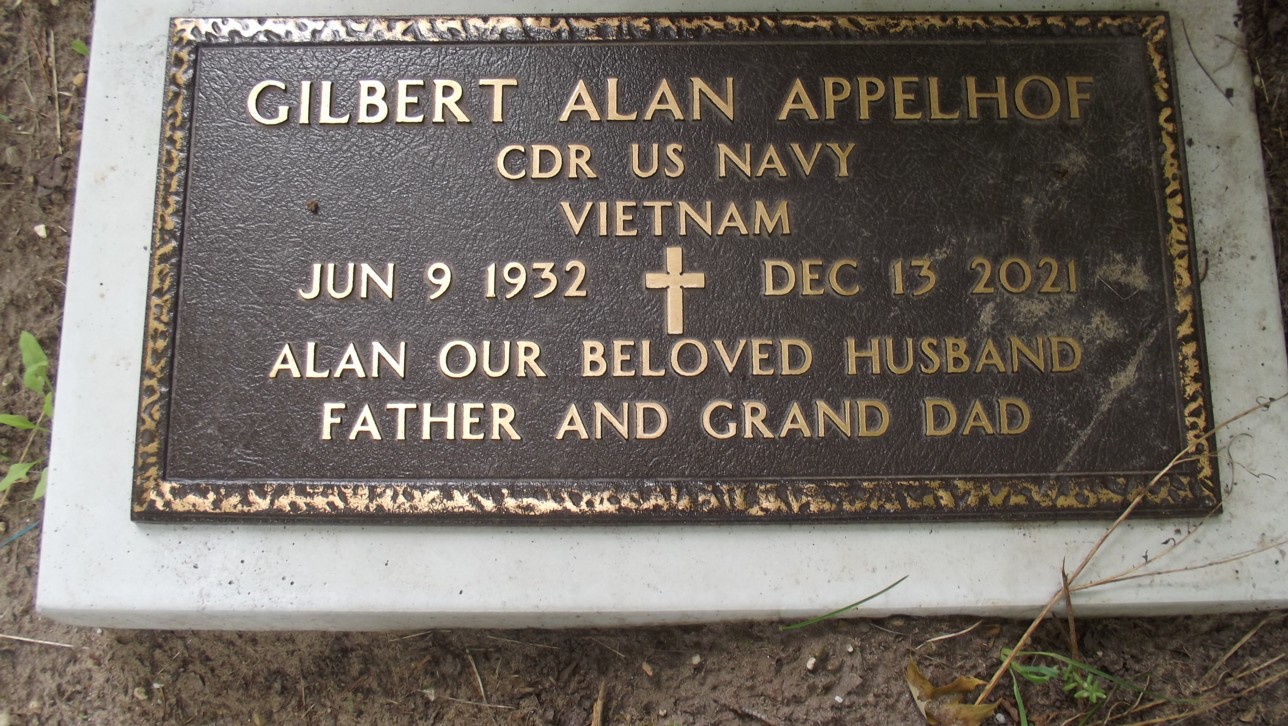 GILBERT ALAN APPELHOF
CDR US NAVY
VIETNAM
JUN 9 1932 DEC 13 2021
ALAN OUR BELOVED HUSBAND
FATHER AND GRAND DAD